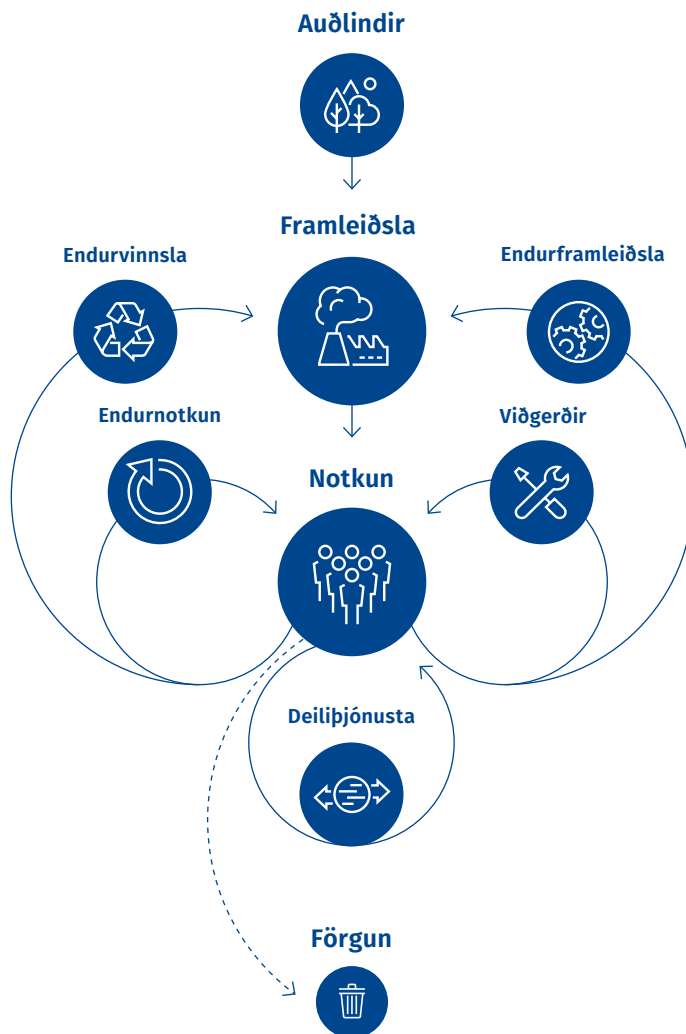 Auðlindir
Framleiðsla
Endurvinnsla
Endurframleiðsla
Endurnotkun
Viðgerðir
Notkun
Deiliþjónusta
Förgun